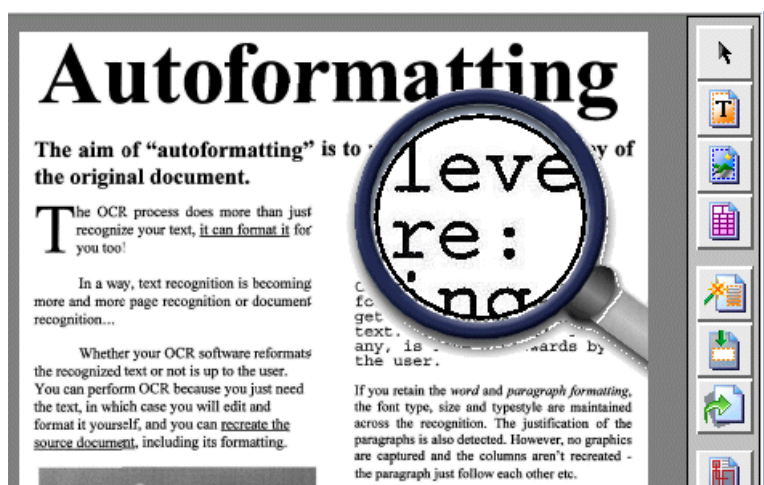 Autoformatting
The aim of “autoformatting” is to y of
the original document.
The OCR process does more than just
recognize your text, it can format it for
you too!
In a way, text recognition is becoming
more and more page recognition or document
recognition...
Whether your OCR software reformats
the recognized text or not is up to the user.
You can perform OCR because you just need
the text, in which case you will edit and
format it yourself, and you can recreate the
source document, including its formatting.
leve
re:
ing
get
text.
any, is wards by
the user.
If you retain the word and paragraph formatting,
the font type, size and typestyle are maintained
across the recognition. The justification of the
paragraphs is also detected. However, no graphics
are captured and the columns aren't recreated -
the paragraph just follow each other etc.
T